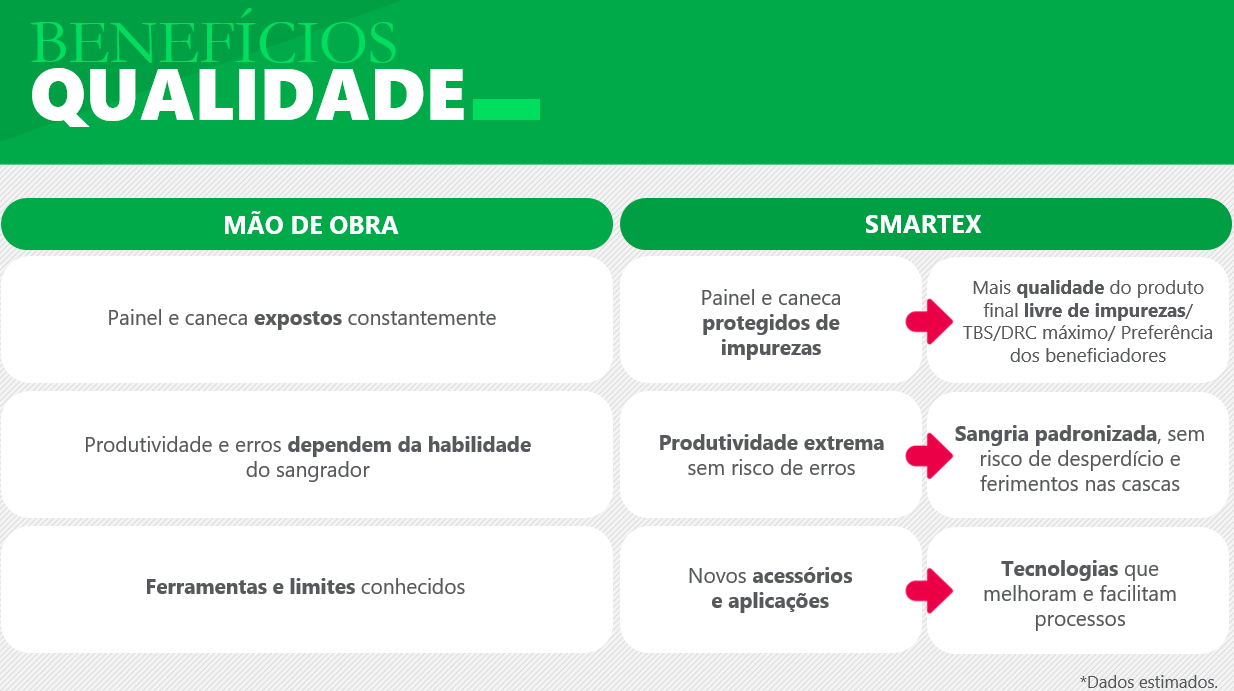 BENEFÍCIOS
QUALIDADE
MÃO DE OBRA
SMARTEX
Painel e caneca expostos constantemente
Painel e caneca
protegidos de
impurezas
Mais qualidade do produto
final livre de impurezas/
TBS/DRC máximo/ Preferência
dos beneficiadores
Produtividade e erros dependem da habilidade
do sangrador
Produtividade extrema
sem risco de erros
Sangria padronizada, sem
risco de desperdício e
ferimentos nas cascas
Ferramentas e limites conhecidos
Novos acessórios
e aplicações
Tecnologias que
melhoram e facilitam
processos
*Dados estimados.